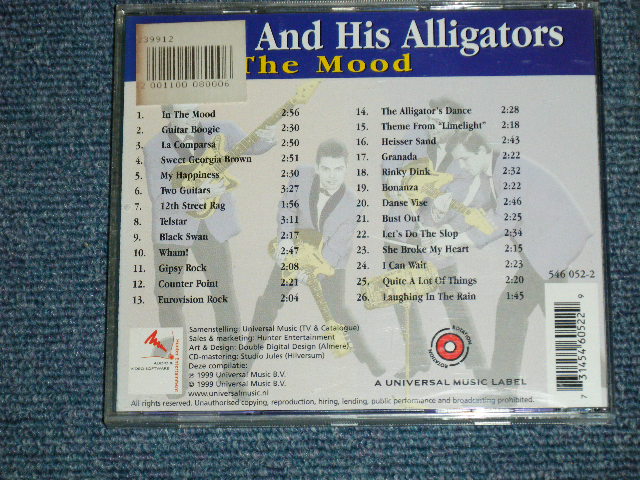 And His Alligators
The Mood
239912
2 001100 080006
1. In The Mood 2:56
2. Guitar Boogie 2:30
3. La Comparsa 2:50
4. Sweet Georgia Brown 2:51
5. My Happiness 2:30
6. Two Guitars 3:27
7. 12th Street Rag 1:56
8. Telstar 3:11
9. Black Swan 2:17
10. Wham! 2:47
11. Gipsy Rock 2:08
12. Counter Point 2:21
13. Eurovision Rock 2:04
14. The Alligator's Dance 2:28
15. Theme From "Limelight" 2:18
16. Heisser Sand 2:43
17. Granada 2:22
18. Rinky Dink 2:32
19. Bonanza 2:22
20. Danse Vise 2:46
21. Bust Out 2:25
22. Let's Do The Slop 2:34
23. She Broke My Heart 2:15
24. I Can Wait 2:23
25. Quite A Lot Of Things 2:20
26. Laughing In The Rain 1:45
546 052-2
7 31454 60522 9
AUDIO &
VIDEO SOFTWARE
HUNTER ENTERTAINMENT
Samenstelling: Universal Music (TV & Catalogue)
Sales & marketing: Hunter Entertainment
Art & Design: Double Digital Design (Almere)
CD-mastering: Studio Jules (Hilversum)
Deze compilatie:
℗ 1999 Universal Music B.V.
© 1999 Universal Music B.V.
www.universalmusic.nl
ROTATION
ROTATION
A UNIVERSAL MUSIC LABEL
All rights reserved. Unauthorised copying, reproduction, hiring, lending, public performance and broadcasting prohibited.